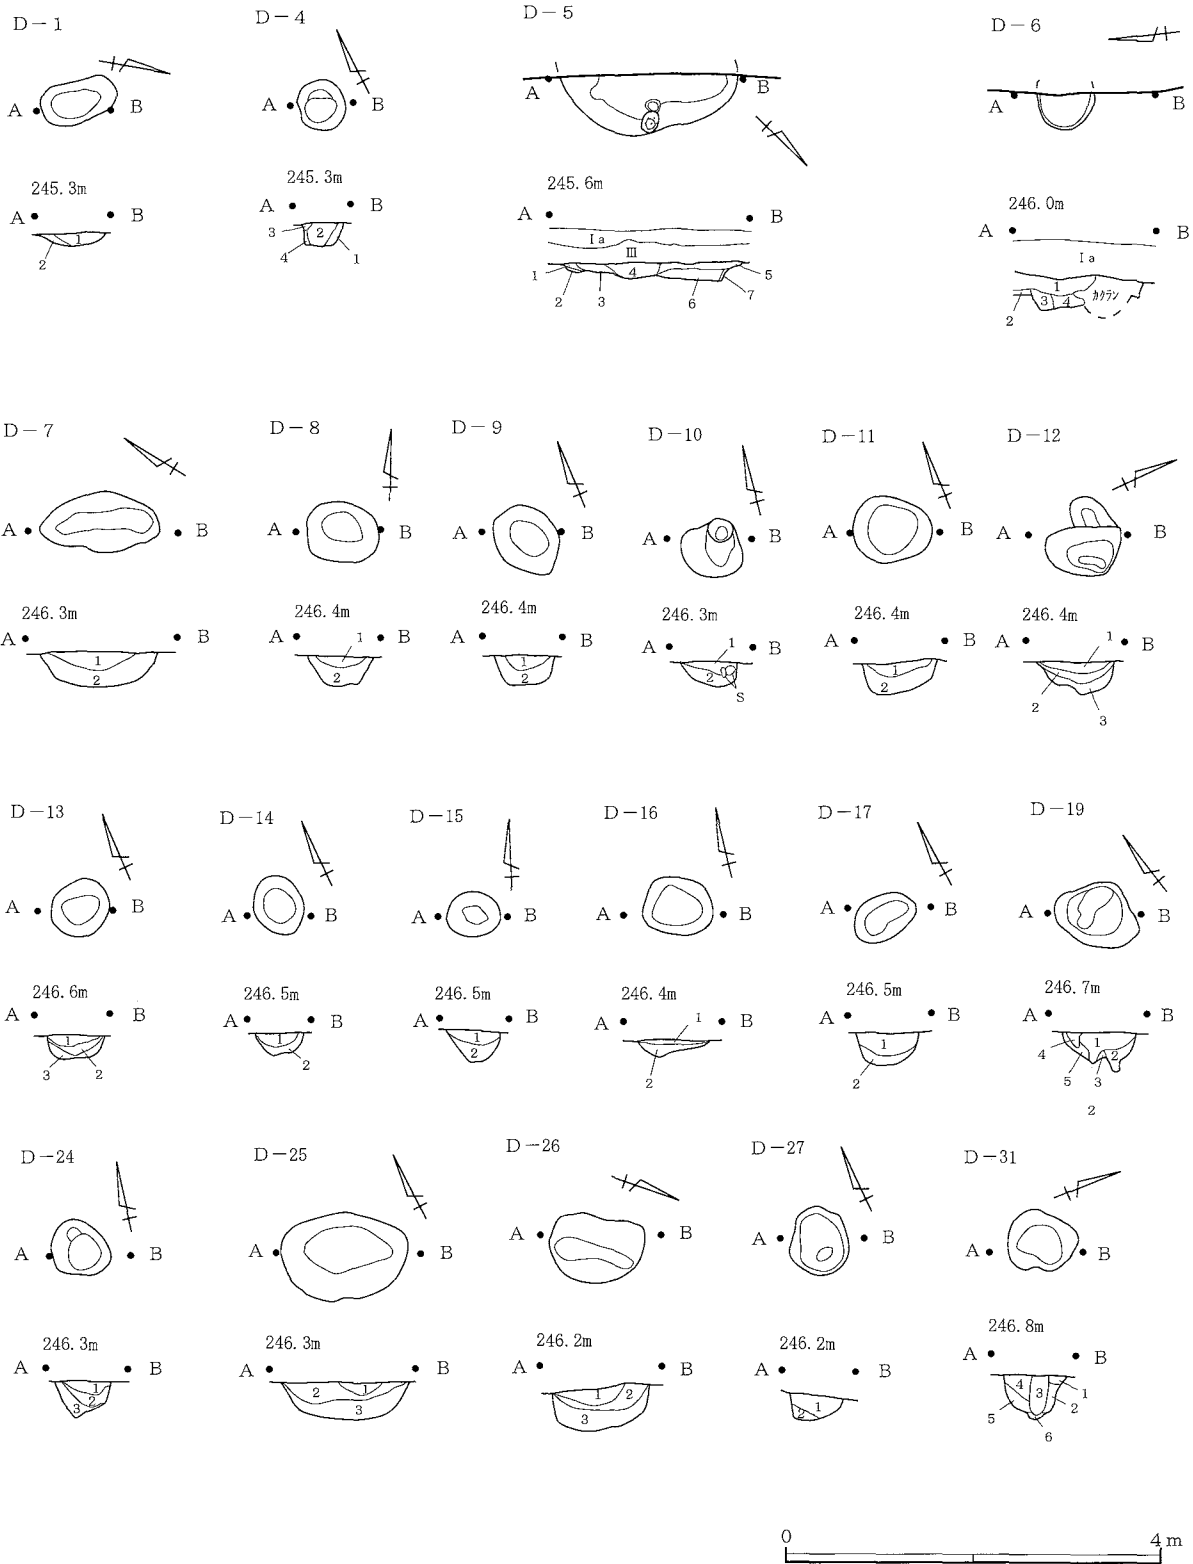 D－1
D－4
D－5
D－6
A B
A B
A B
A B
245.3m
245.3m
245.6m
246.0m
A B
A B
A B
A B
1
2
3 2
4 1
Ⅰa
Ⅲ
1 4 5
2 3 6 7
Ⅰa
1
3 4 カクラン
2
D－7
D－8
D－9
D－10
D－11
D－12
A B
A B
A B
A B
A B
A B
246.3m
246.4m
246.4m
246.3m
246.4m
246.4m
A B
A B
A B
A B
A B
A B
1
2
1
2
1
2
1
2
S
1
2
1
2
3
D－13
D－14
D－15
D－16
D－17
D－19
A B
A B
A B
A B
A B
A B
246.6m
246.5m
246.5m
246.4m
246.5m
246.7m
A B
A B
A B
A B
A B
A B
1
3 2
1
2
1
2
1
2
1
2
1
4 2
5 3
2
D－24
D－25
D－26
D－27
D－31
A B
A B
A B
A B
A B
246.3m
246.3m
246.2m
246.2m
246.8m
A B
A B
A B
A B
A B
1
2
3
2 1
3
1 2
3
2 1
4 3 1
5 2
6
0 4m